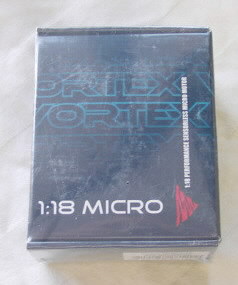 VORTEX
VORTEX
1:18 PERFORMANCE SENSORLESS MICRO MOTOR
1:18 MICRO